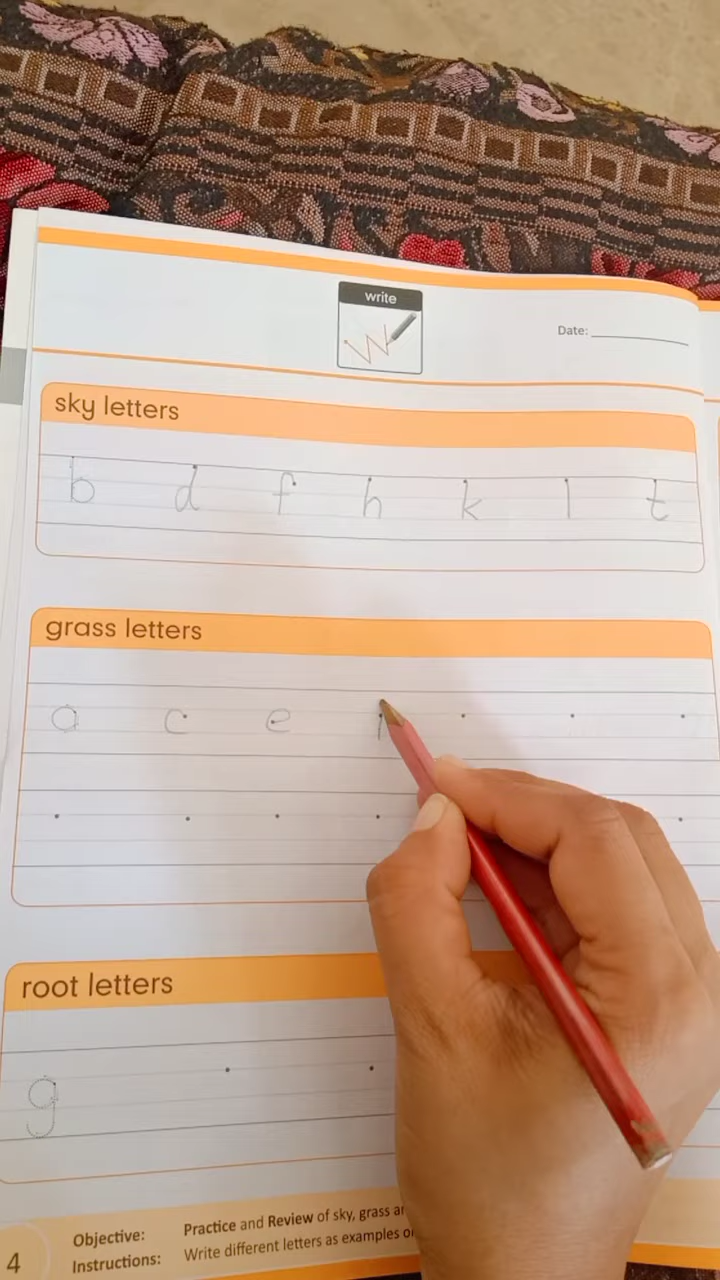 write
Date:
sky letters
b d f h k l t
grass letters
a c e i
root letters
g
Objective: Practice and Review of sky, grass
Instructions: Write different letters as examples
4